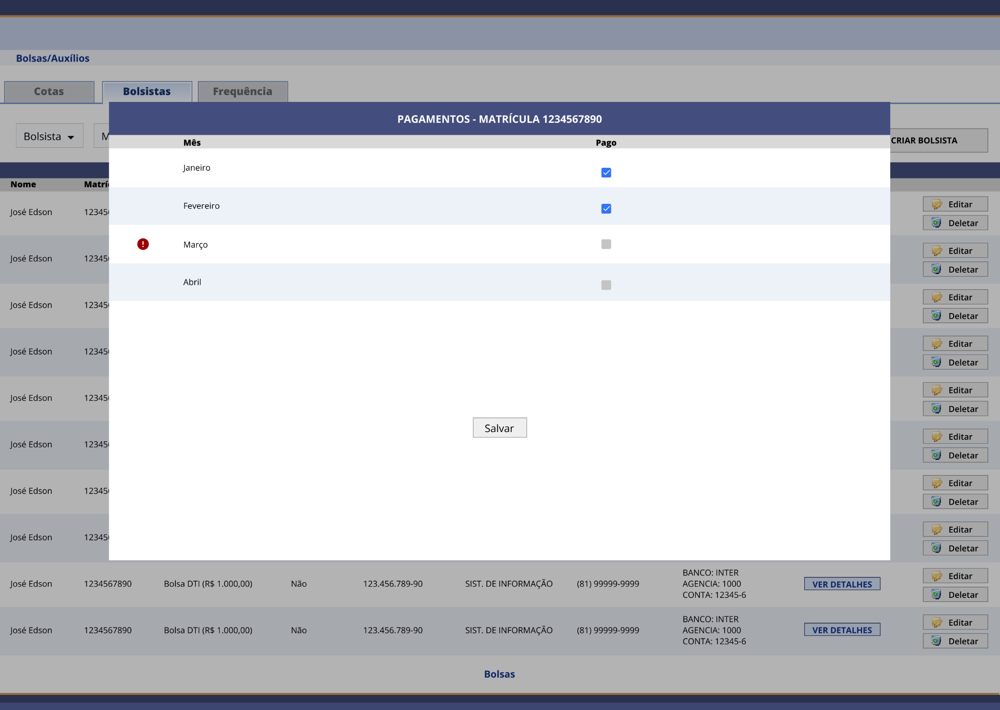 Bolsas/Auxílios
Cotas
Bolsistas
Frequência
Bolsista
M
CRIAR BOLSISTA
PAGAMENTOS - MATRÍCULA 1234567890
Mês
Pago
Janeiro
Fevereiro
Março
Abril
Salvar
Nome
Matrí
José Edson
12345
Editar
Deletar
José Edson
12345
Editar
Deletar
José Edson
12345
Editar
Deletar
José Edson
12345
Editar
Deletar
José Edson
12345
Editar
Deletar
José Edson
12345
Editar
Deletar
José Edson
12345
Editar
Deletar
José Edson
12345
Editar
Deletar
José Edson
1234567890
Bolsa DTI (R$ 1.000,00)
Não
123.456.789-90
SIST. DE INFORMAÇÃO
(81) 99999-9999
BANCO: INTER
AGENCIA: 1000
CONTA: 12345-6
VER DETALHES
Editar
Deletar
José Edson
1234567890
Bolsa DTI (R$ 1.000,00)
Não
123.456.789-90
SIST. DE INFORMAÇÃO
(81) 99999-9999
BANCO: INTER
AGENCIA: 1000
CONTA: 12345-6
VER DETALHES
Editar
Deletar
Bolsas